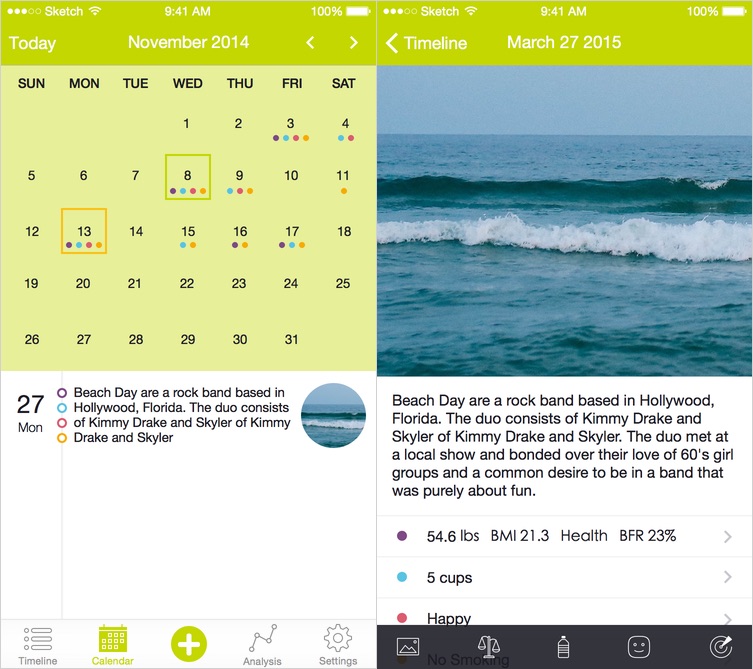 Sketch 9:41 AM 100%
Today November 2014
SUN MON TUE WED THU FRI SAT
1 2 3 4
5 6 7 8 9 10 11
12 13 14 15 16 17 18
19 20 21 22 23 24 25
26 27 28 29 30 31
27
Mon
Beach Day are a rock band based in
Hollywood, Florida. The duo consists
of Kimmy Drake and Skyler of Kimmy
Drake and Skyler
Timeline Calendar Analysis Settings
Sketch 9:41 AM 100%
Timeline March 27 2015
Beach Day are a rock band based in Hollywood,
Florida. The duo consists of Kimmy Drake and
Skyler of Kimmy Drake and Skyler. The duo met at
a local show and bonded over their love of 60's girl
groups and a common desire to be in a band that
was purely about fun.
54.6 lbs BMI 21.3 Health BFR 23%
5 cups
Happy
No Smoking